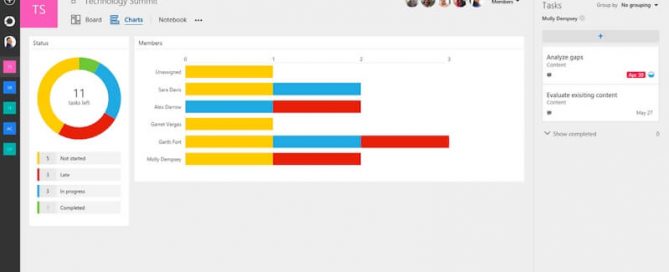 TS
Technology Summit
Board
Charts
Notebook
Members
Status
11
tasks left
5 Not started
3 Late
3 In progress
Completed
Members
0 1 2 3
Unassigned
Sara Davis
Alex Darrow
Garret Vargas
Garth Fort
Molly Dempsey
Tasks
Group by No grouping
Molly Dempsey
+
Analyze gaps
Content
Apr 30
Evaluate exisiting content
Content
May 27
Show completed 0